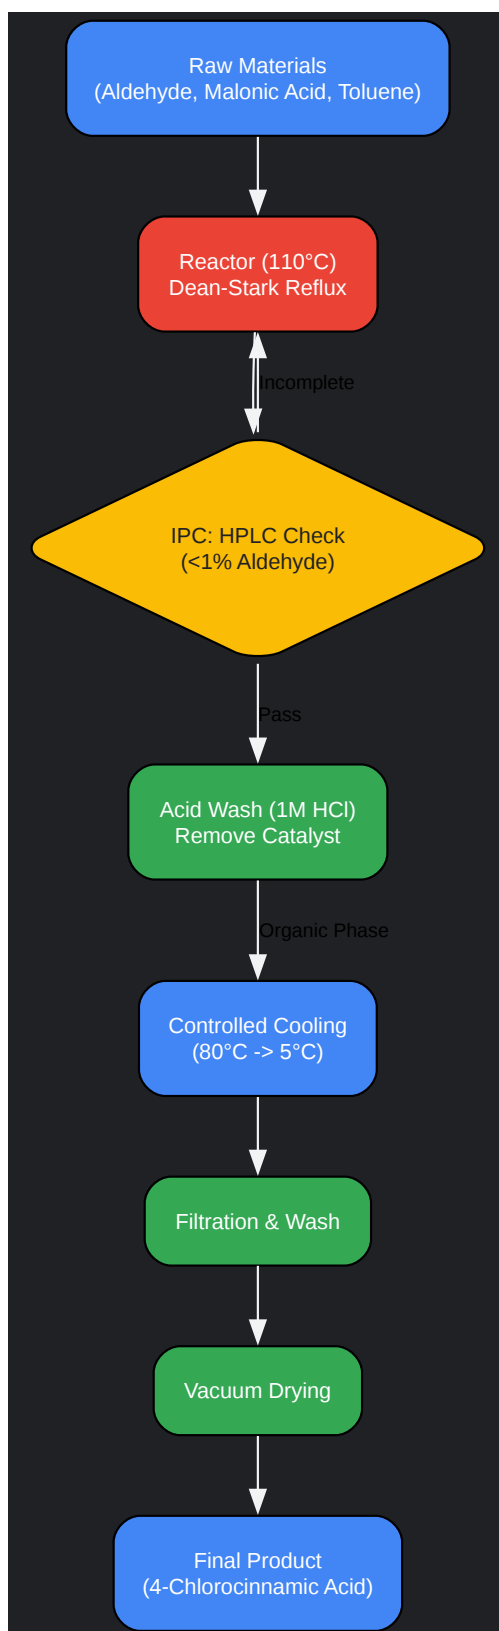 Raw Materials
(Aldehyde, Malonic Acid, Toluene)
Reactor (110°C)
Dean-Stark Reflux
Incomplete
IPC: HPLC Check
(<1% Aldehyde)
Pass
Acid Wash (1M HCl)
Remove Catalyst
Organic Phase
Controlled Cooling
(80°C -> 5°C)
Filtration & Wash
Vacuum Drying
Final Product
(4-Chlorocinnamic Acid)